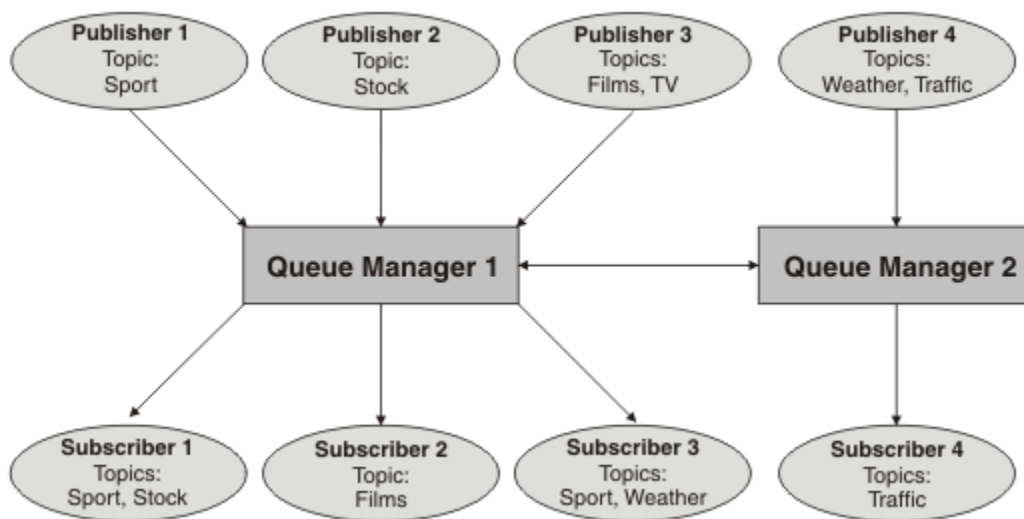 Publisher 1
Topic:
Sport
Publisher 2
Topic:
Stock
Publisher 3
Topics:
Films, TV
Publisher 4
Topics:
Weather, Traffic
Queue Manager 1
Queue Manager 2
Subscriber 1
Topics:
Sport, Stock
Subscriber 2
Topic:
Films
Subscriber 3
Topics:
Sport, Weather
Subscriber 4
Topics:
Traffic